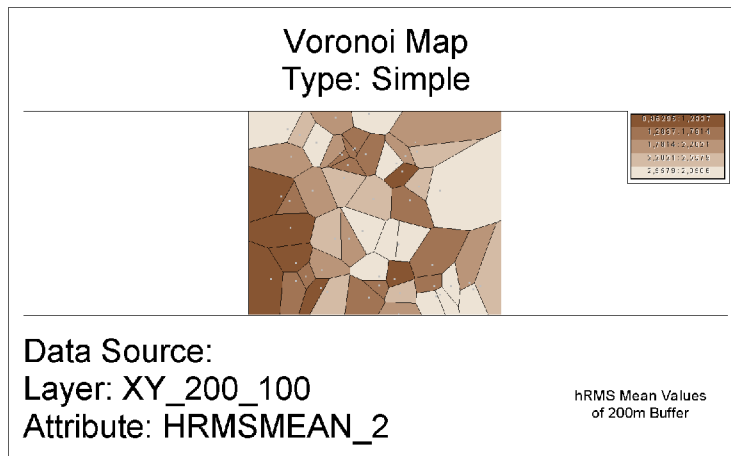 Voronoi Map
Type: Simple
Data Source:
Layer: XY_200_100
Attribute: HRMSMEAN_2
hRMS Mean Values
of 200m Buffer